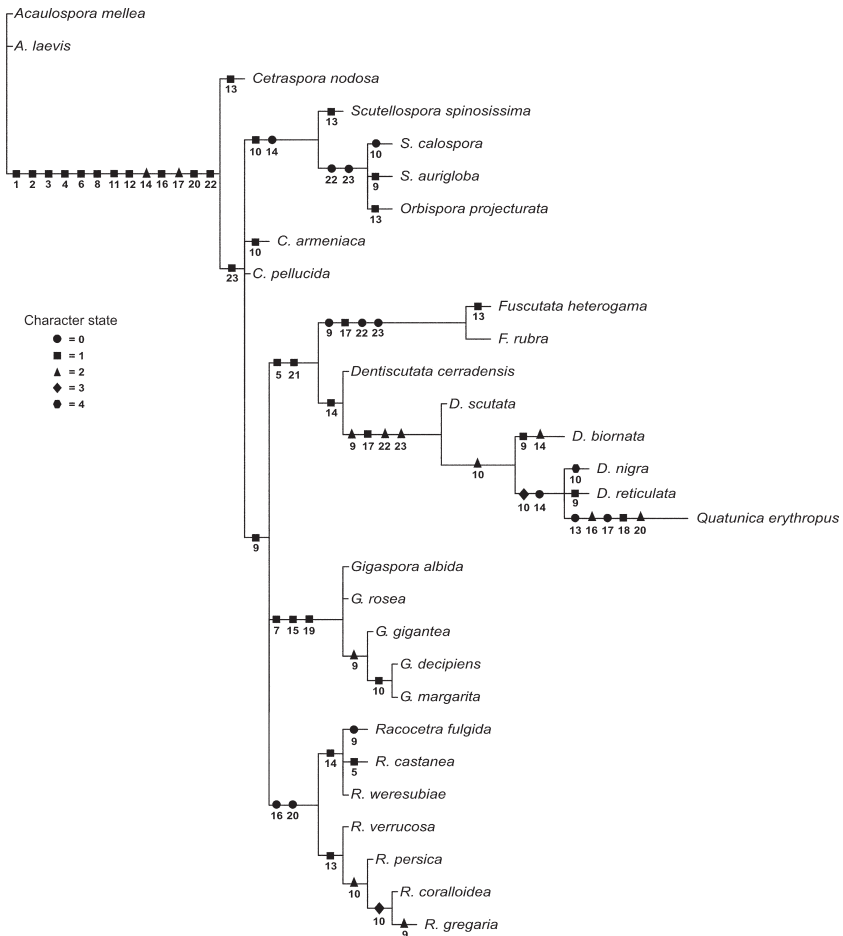 Acaulospora mellea
A. laevis
Cetraspora nodosa
13
Scutellospora spinosissima
13
10 14
S. calospora
10
22 23
S. aurigloba
9
1 2 3 4 6 8 11 12 14 16 17 20 22
Orbispora projecturata
13
C. armeniaca
10
23
C. pellucida
Fuscutata heterogama
13
9 17 22 23
F. rubra
Character state
= 0
= 1
= 2
= 3
= 4
5 21
Dentiscutata cerradensis
14
D. scutata
9 17 22 23
D. biornata
9 14
10
D. nigra
10
D. reticulata
9
10 14
Quatunica erythropus
13 16 17 18 20
9
Gigaspora albida
G. rosea
7 15 19
G. gigantea
9
G. decipiens
10
G. margarita
Racocetra fulgida
9
14
R. castanea
5
R. weresubiae
16 20
R. verrucosa
13
R. persica
10
R. coralloidea
10
R. gregaria
9